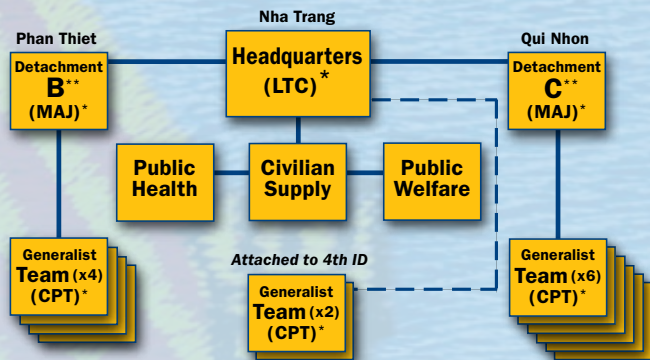 Nha Trang
Phan Thiet
Qui Nhon
Detachment
B**
(MAJ)*
Headquarters
(LTC)*
Detachment
C**
(MAJ)*
Public
Health
Civilian
Supply
Public
Welfare
Generalist
Team (x4)
(CPT)*
Attached to 4th ID
Generalist
Team (x2)
(CPT)*
Generalist
Team (x6)
(CPT)*